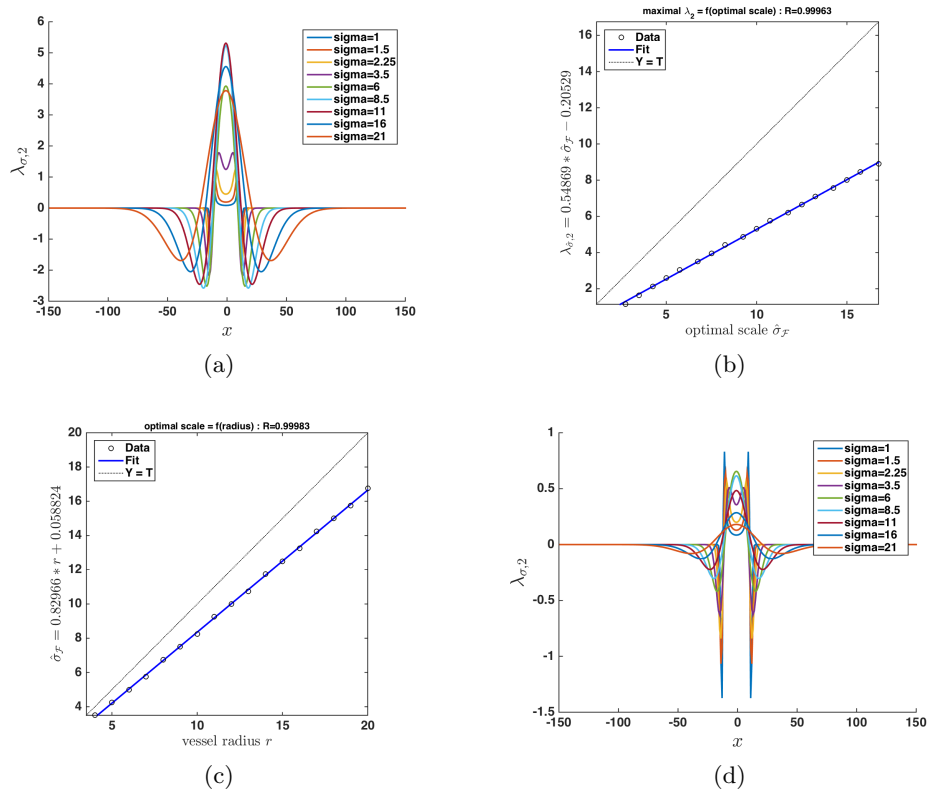 6
5
4
3
2
1
0
-1
-2
-3
-150 -100 -50 0 50 100 150
λσ,2
x
sigma=1
sigma=1.5
sigma=2.25
sigma=3.5
sigma=6
sigma=8.5
sigma=11
sigma=16
sigma=21
(a)
maximal λ2 = f(optimal scale) : R=0.99963
Data
Fit
Y = T
16
14
12
10
8
6
4
2
5 10 15
λσ̂,2 = 0.54869 * σ̂ℱ − 0.20529
optimal scale σ̂ℱ
(b)
optimal scale = f(radius) : R=0.99983
Data
Fit
Y = T
20
18
16
14
12
10
8
6
4
5 10 15 20
σ̂ℱ = 0.82966 * r + 0.058824
vessel radius r
(c)
1
0.5
0
-0.5
-1
-1.5
-150 -100 -50 0 50 100 150
λσ,2
x
sigma=1
sigma=1.5
sigma=2.25
sigma=3.5
sigma=6
sigma=8.5
sigma=11
sigma=16
sigma=21
(d)